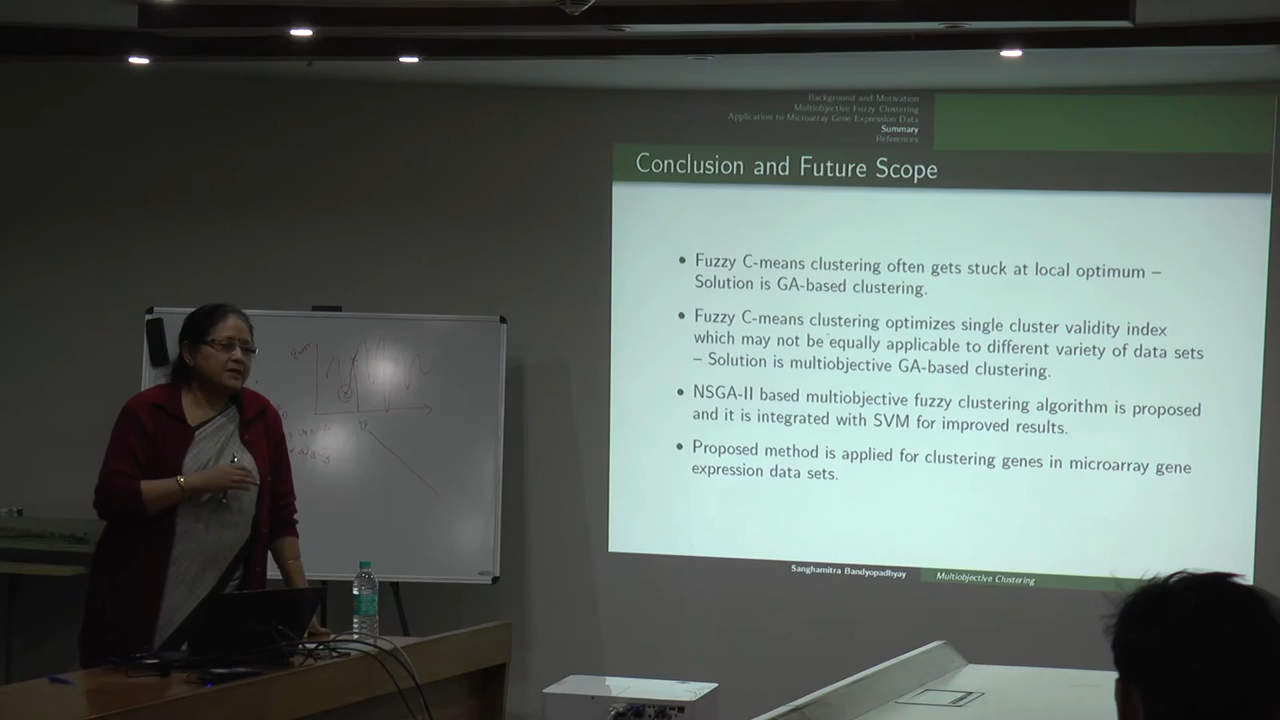 Background and Motivation
Multiobjective Fuzzy Clustering
Application to Microarray Gene Expression Data
Summary
References
Conclusion and Future Scope
• Fuzzy C-means clustering often gets stuck at local optimum –
Solution is GA-based clustering.
• Fuzzy C-means clustering optimizes single cluster validity index
which may not be equally applicable to different variety of data sets
– Solution is multiobjective GA-based clustering.
• NSGA-II based multiobjective fuzzy clustering algorithm is proposed
and it is integrated with SVM for improved results.
• Proposed method is applied for clustering genes in microarray gene
expression data sets.
Sanghamitra Bandyopadhyay
Multiobjective Clustering